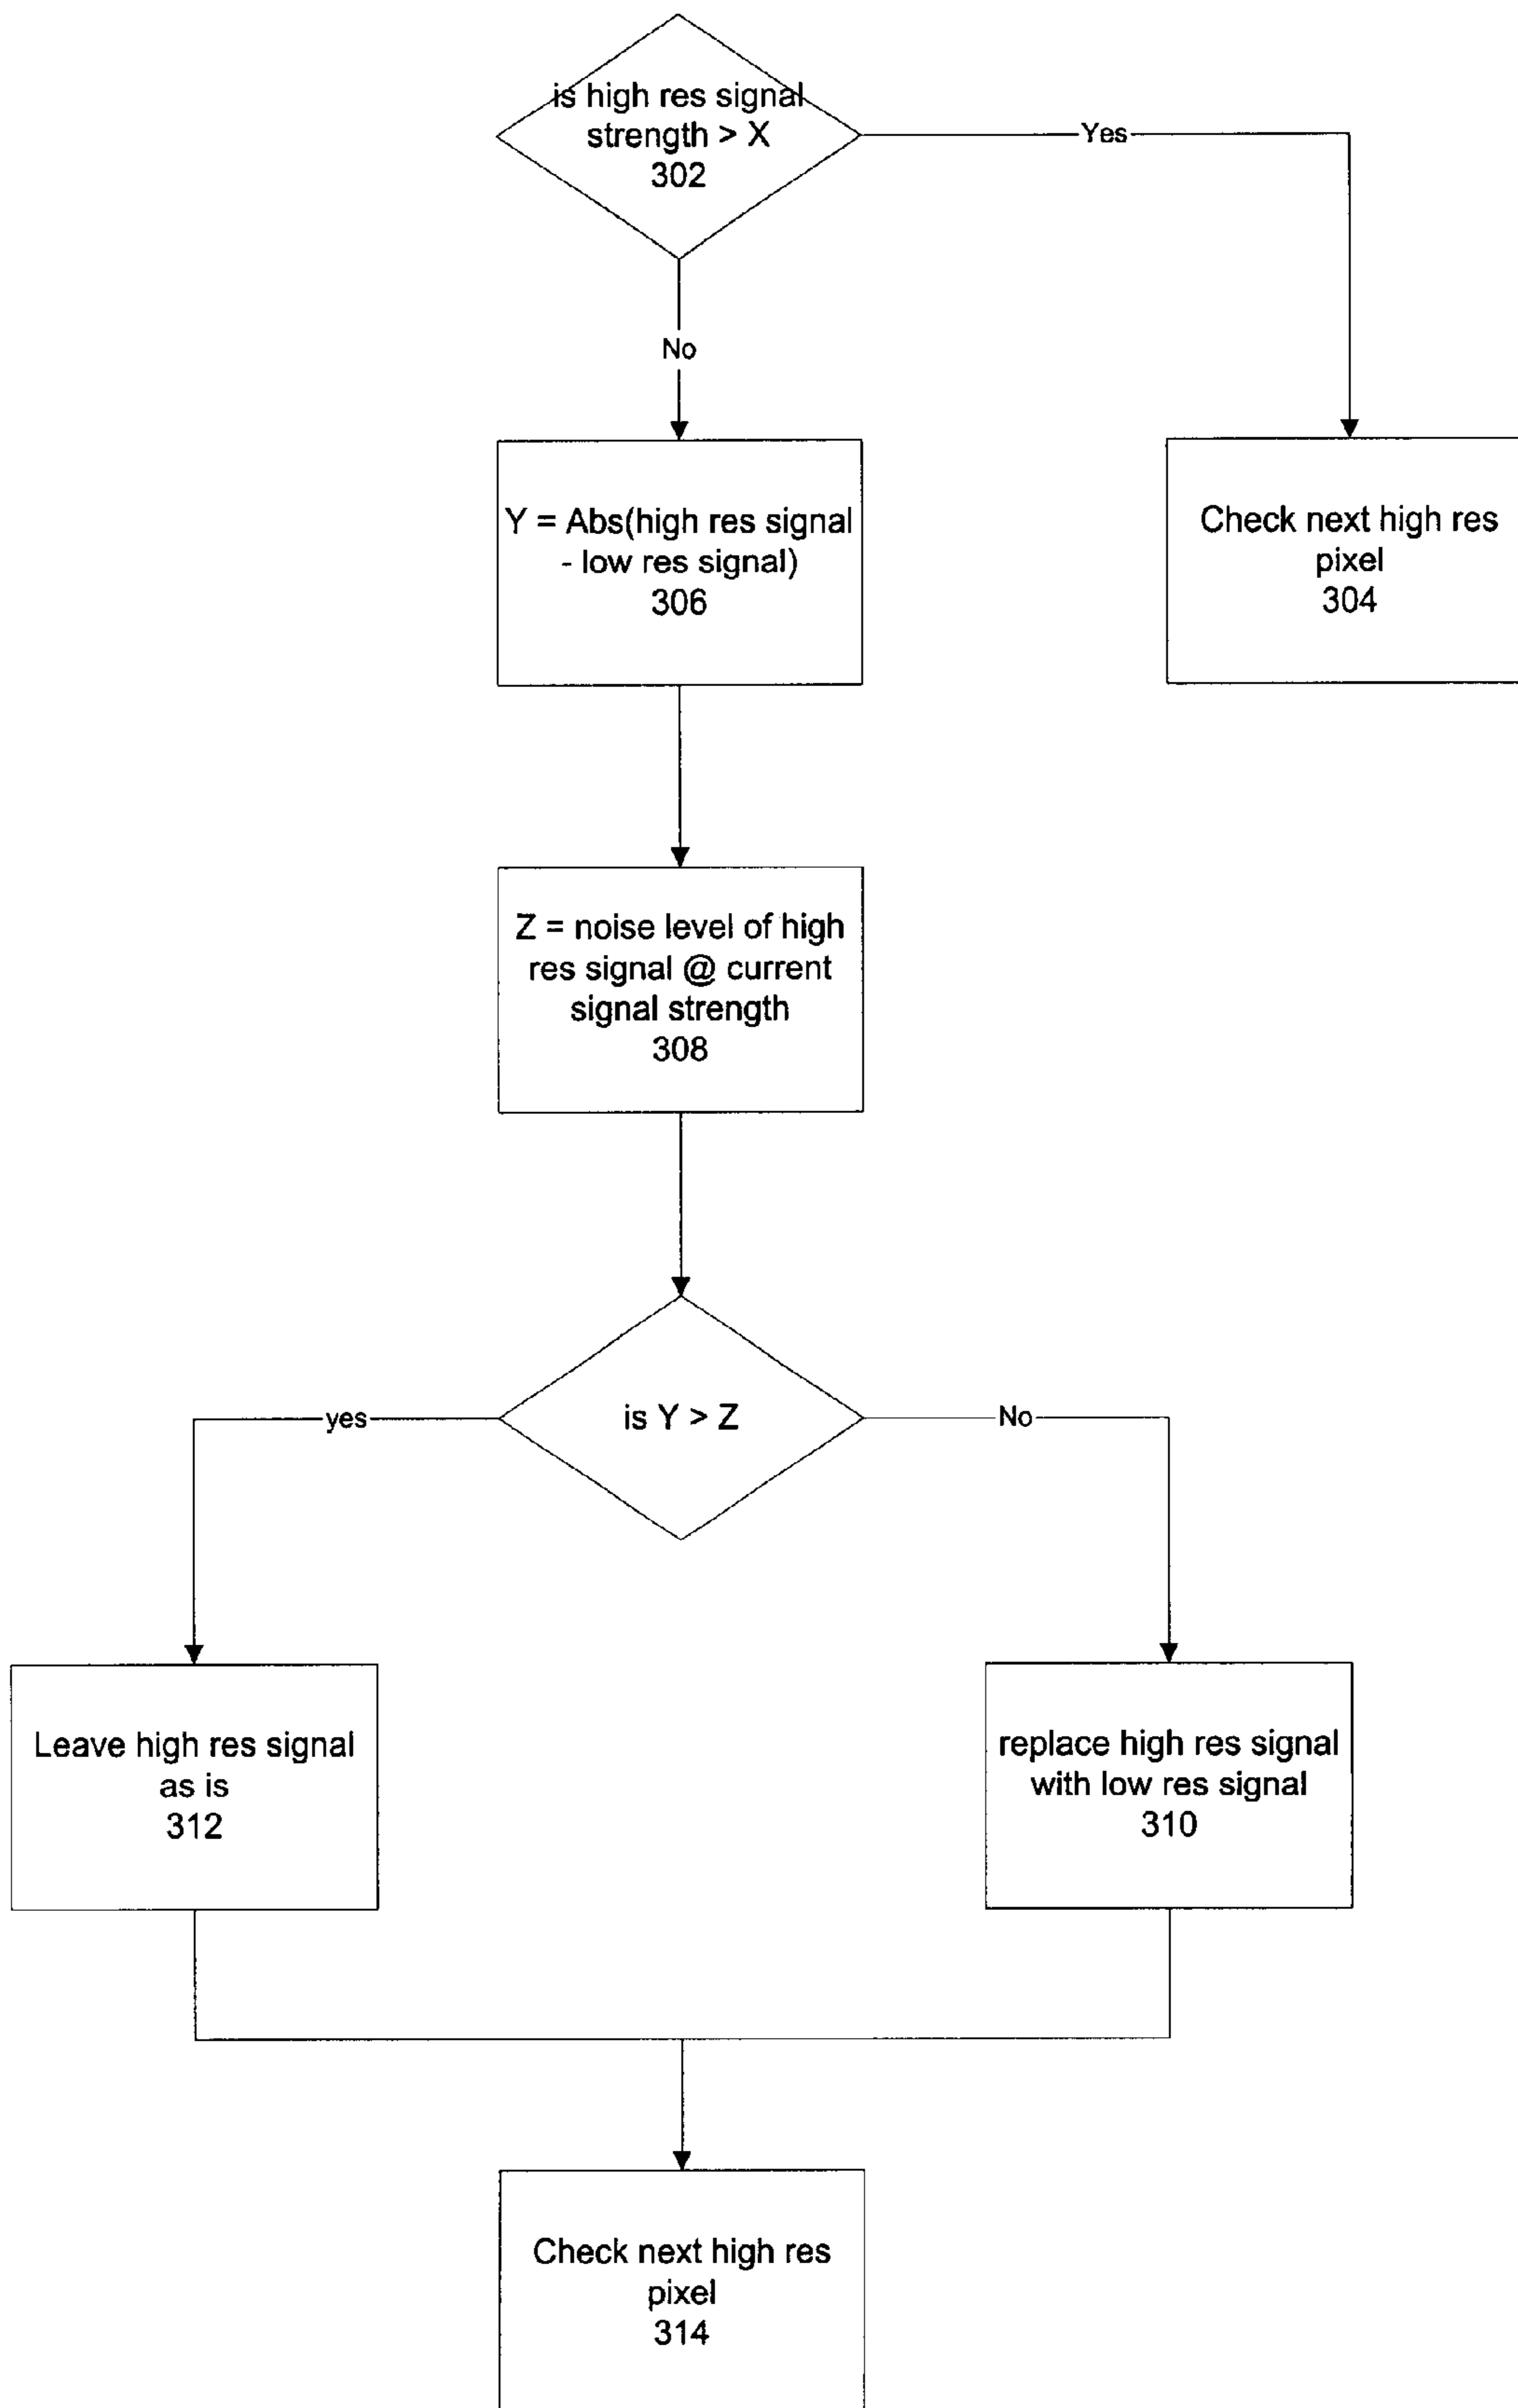 is high res signal
strength > X
302
Yes
No
Y = Abs(high res signal
- low res signal)
306
Check next high res
pixel
304
Z = noise level of high
res signal @ current
signal strength
308
yes
is Y > Z
No
Leave high res signal
as is
312
replace high res signal
with low res signal
310
Check next high res
pixel
314